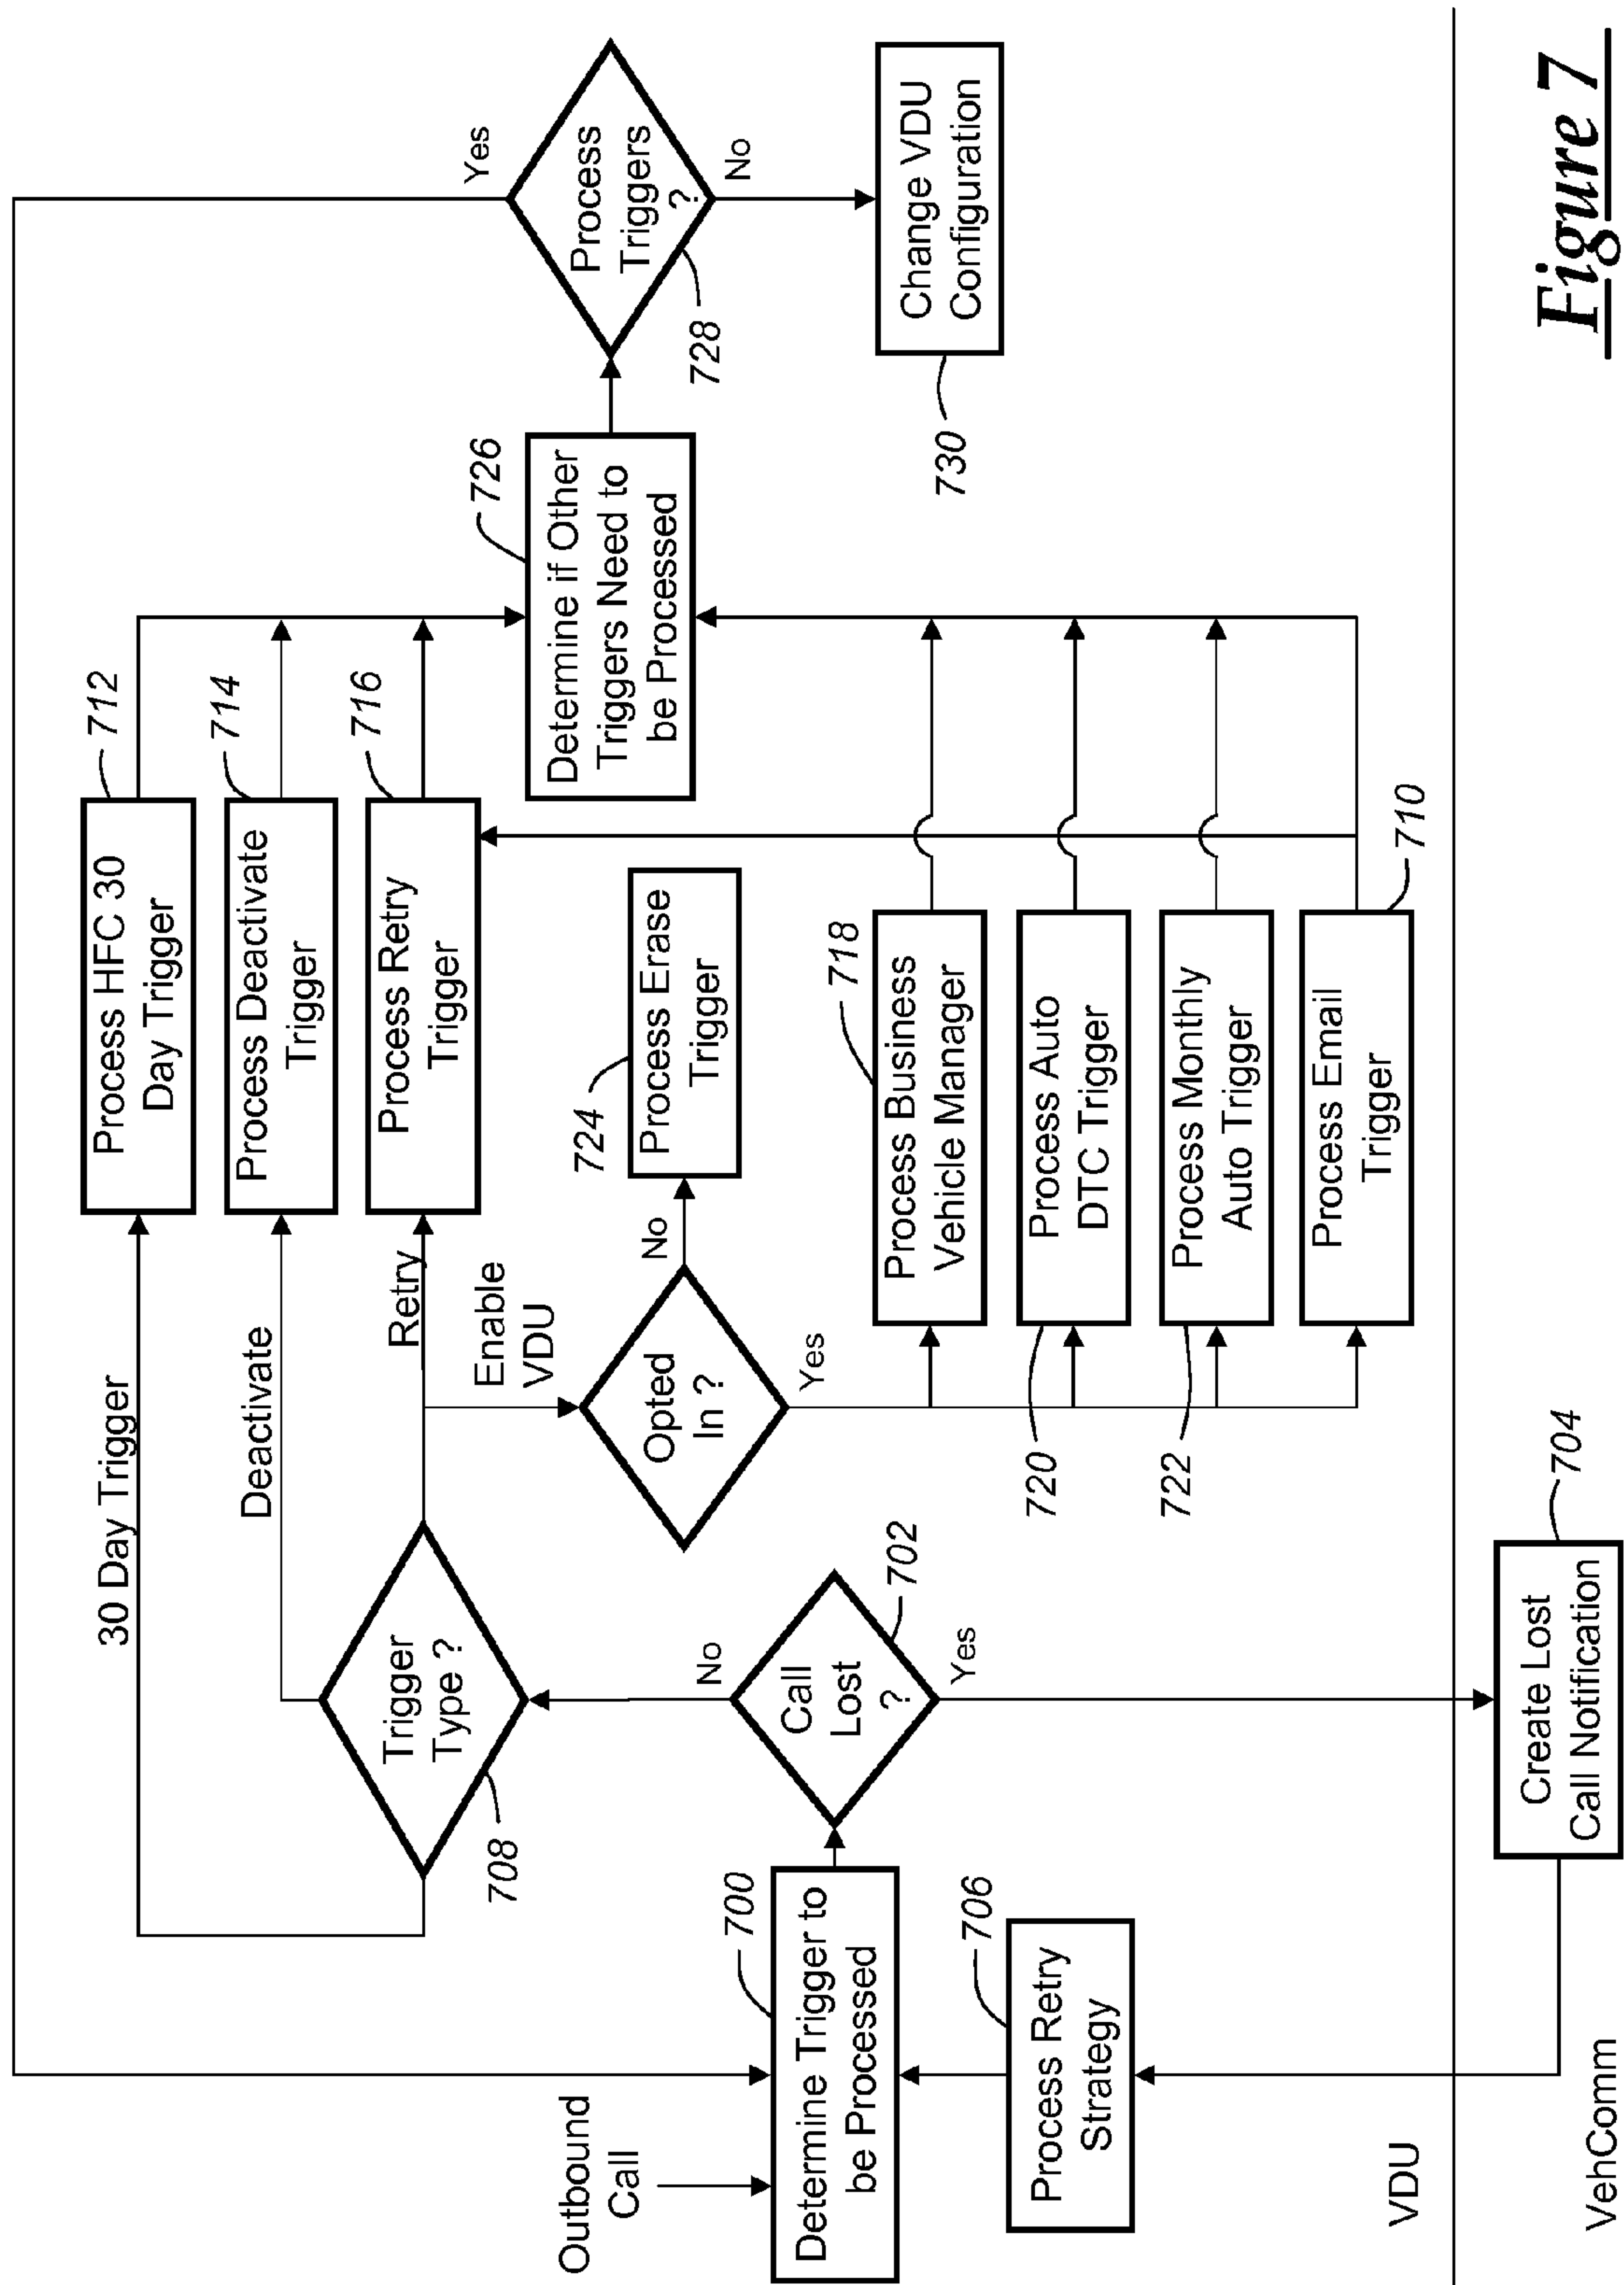 Outbound
Call
Determine Trigger to
be Processed
700
Process Retry
Strategy
706
Call
Lost
?
702
No
Yes
Create Lost
Call Notification
704
Trigger
Type ?
708
30 Day Trigger
Deactivate
Retry
Enable
VDU
Opted
In ?
No
Yes
Process HFC 30
Day Trigger
712
Process Deactivate
Trigger
714
Process Retry
Trigger
716
Process Erase
Trigger
724
Process Business
Vehicle Manager
718
Process Auto
DTC Trigger
720
Process Monthly
Auto Trigger
722
Process Email
Trigger
710
Determine if Other
Triggers Need to
be Processed
726
Process
Triggers
?
728
Yes
No
Change VDU
Configuration
730
VDU
VehComm
Figure 7